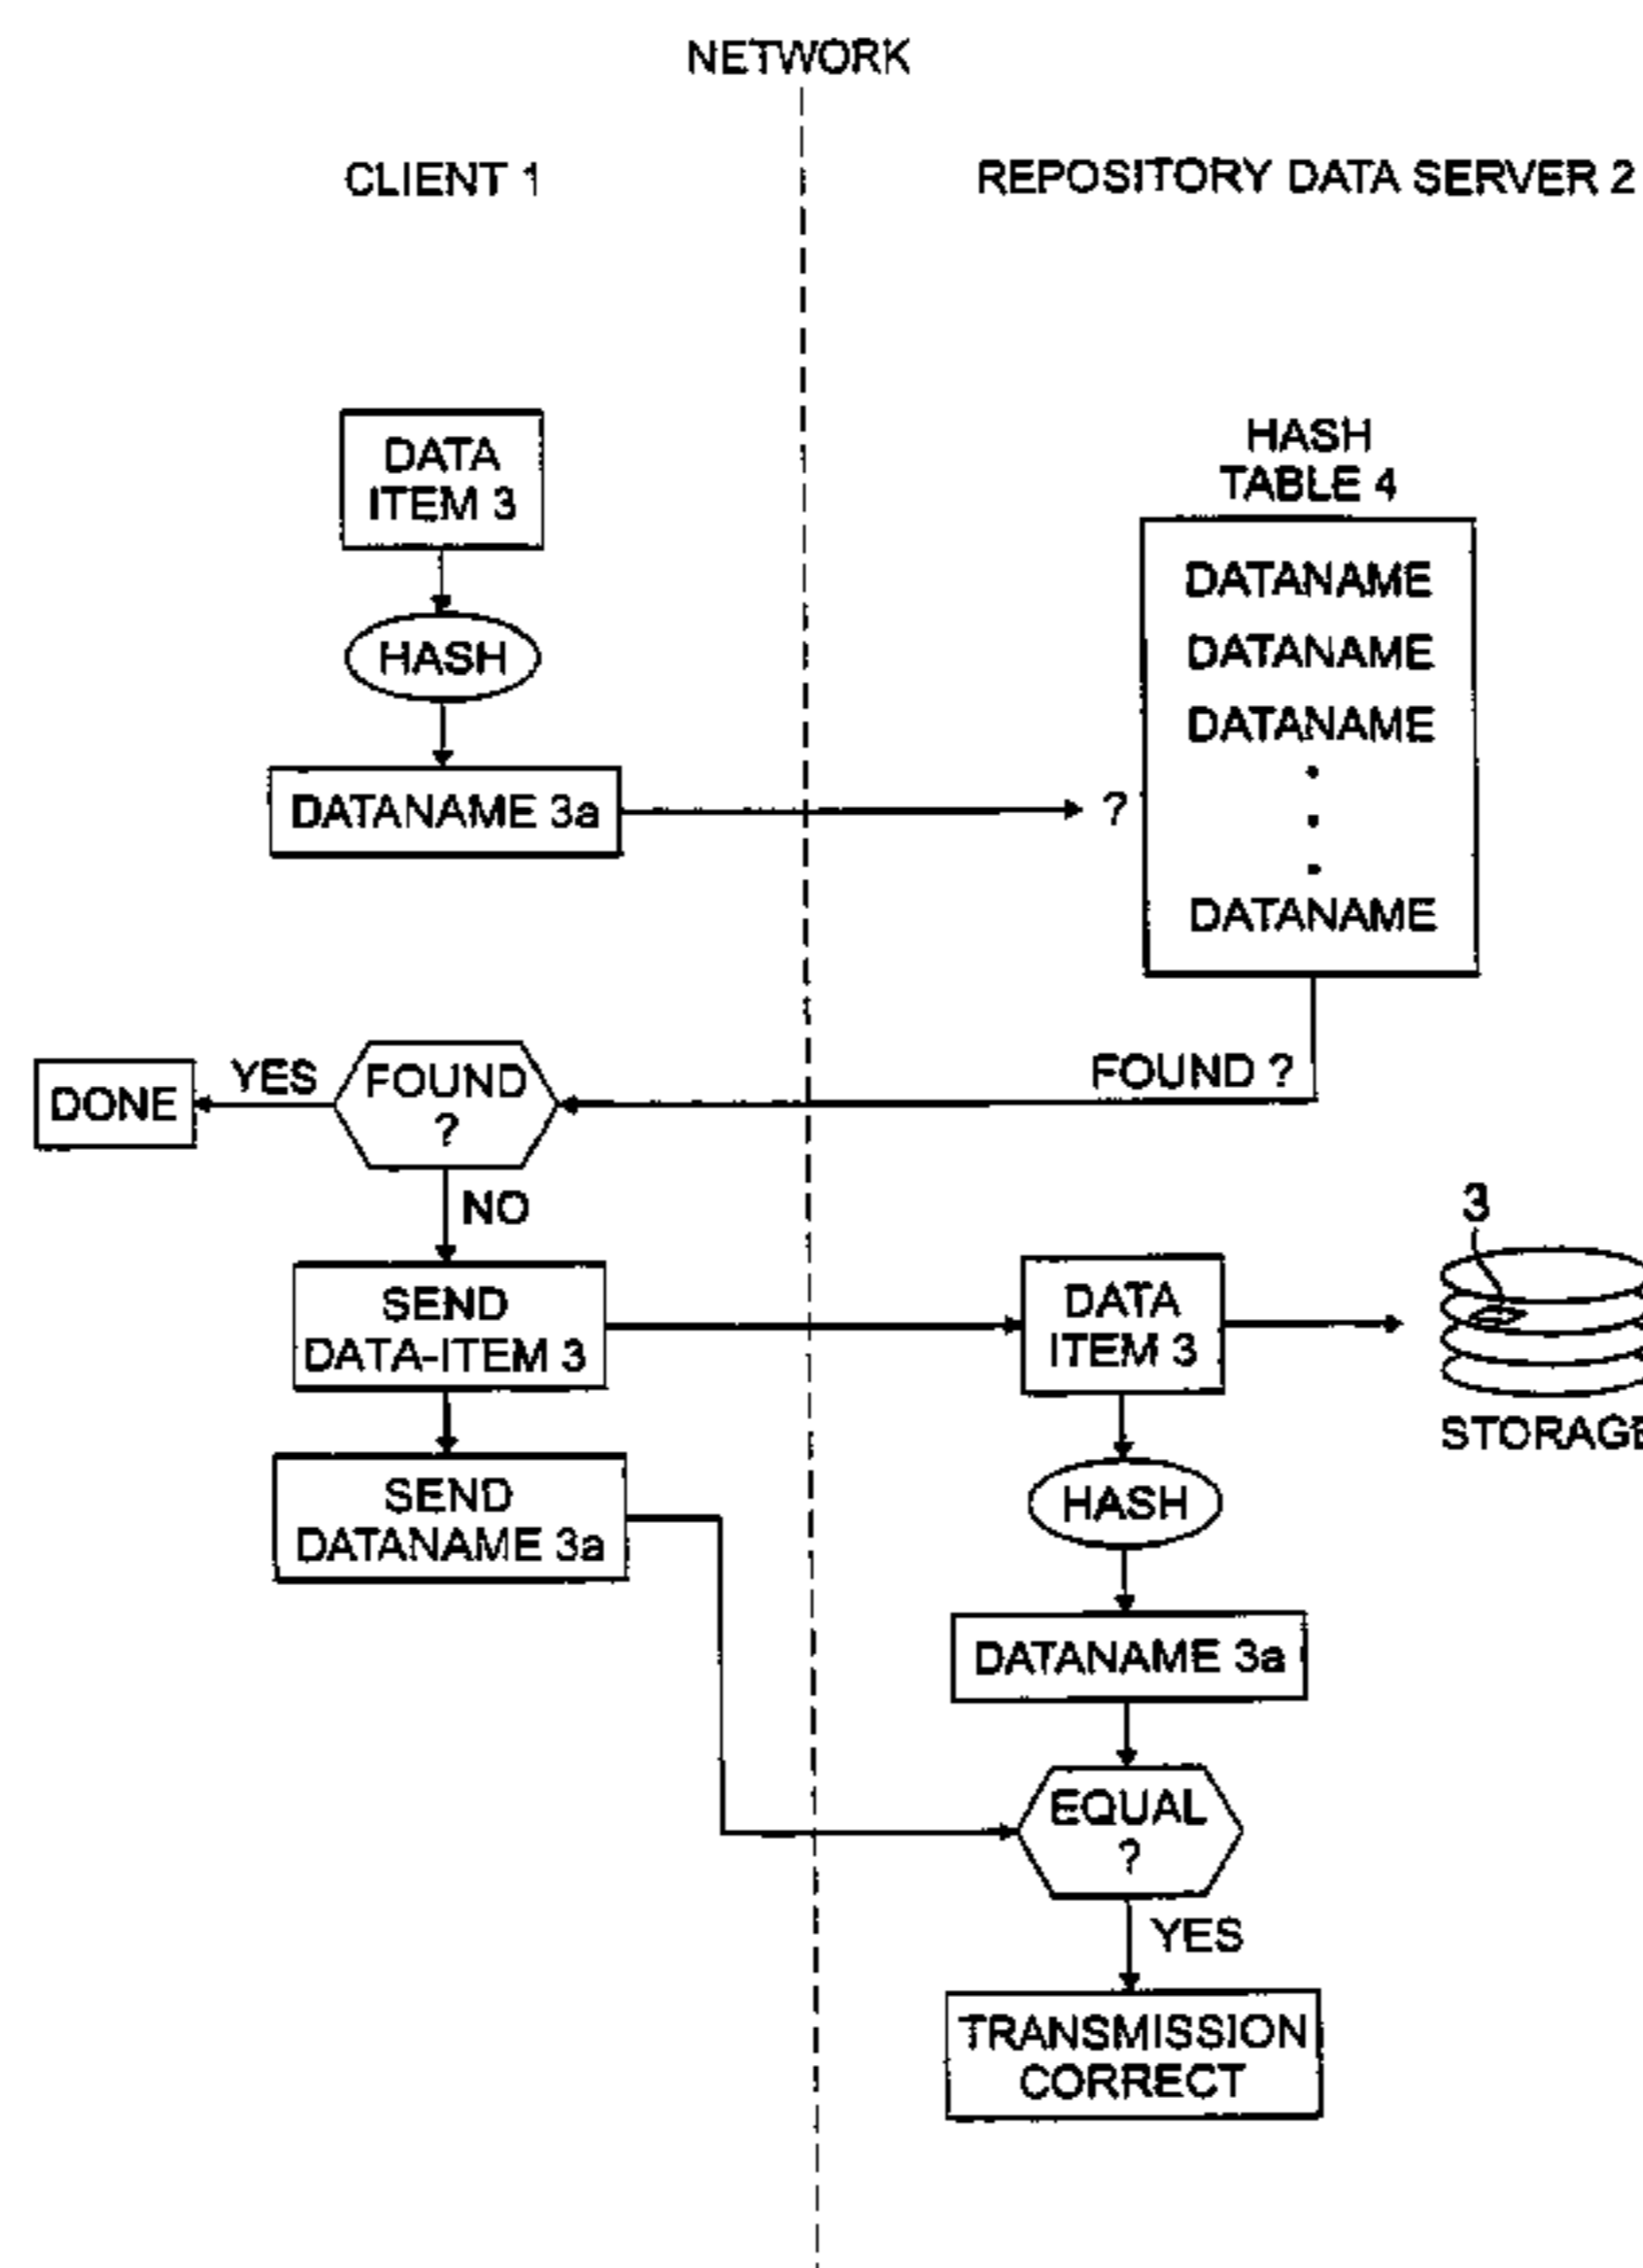 NETWORK
CLIENT 1
REPOSITORY DATA SERVER 2
DATA
ITEM 3
HASH
DATANAME 3a
HASH
TABLE 4
DATANAME
DATANAME
DATANAME
DATANAME
?
FOUND ?
FOUND
?
YES
DONE
NO
SEND
DATA-ITEM 3
SEND
DATANAME 3a
DATA
ITEM 3
3
STORAGE
HASH
DATANAME 3a
EQUAL
?
YES
TRANSMISSION
CORRECT